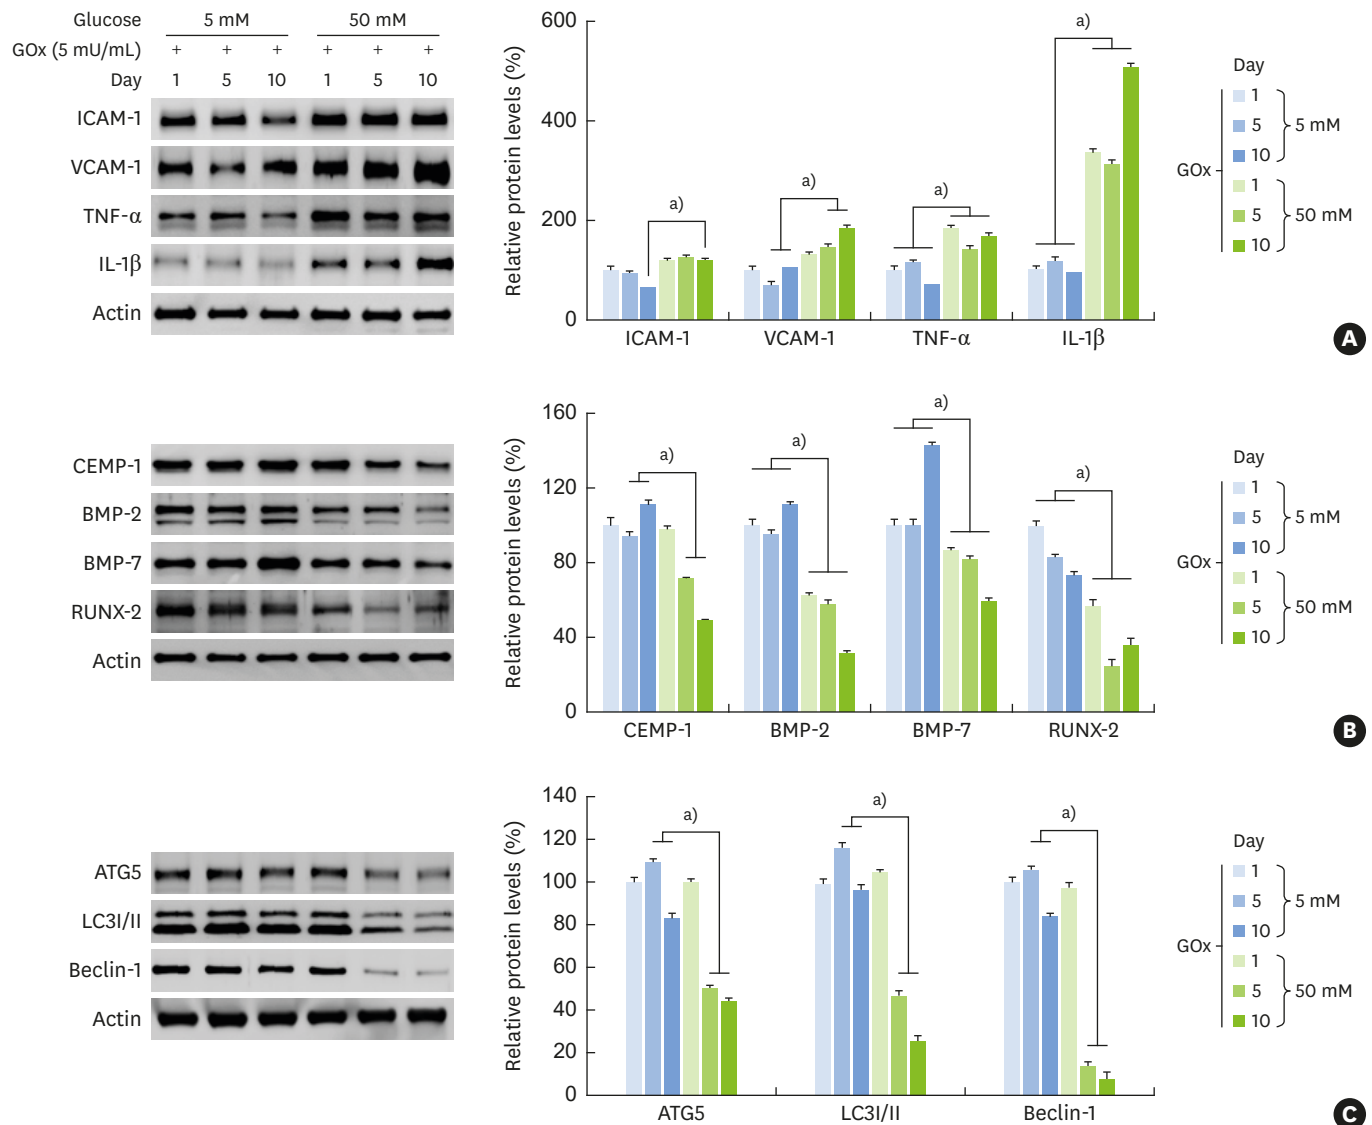 Glucose 5 mM 50 mM
GOx (5 mU/mL) + + + + + +
Day 1 5 10 1 5 10
ICAM-1
VCAM-1
TNF-α
IL-1β
Actin
Relative protein levels (%)
600
400
200
0
a) a) a) a)
ICAM-1 VCAM-1 TNF-α IL-1β
Day
GOx
1
5
10
5 mM
1
5
10
50 mM
A
CEMP-1
BMP-2
BMP-7
RUNX-2
Actin
Relative protein levels (%)
160
120
80
40
0
a) a) a) a)
CEMP-1 BMP-2 BMP-7 RUNX-2
Day
GOx
1
5
10
5 mM
1
5
10
50 mM
B
ATG5
LC3I/II
Beclin-1
Actin
Relative protein levels (%)
140
120
100
80
60
40
20
0
a) a) a)
ATG5 LC3I/II Beclin-1
Day
GOx
1
5
10
5 mM
1
5
10
50 mM
C